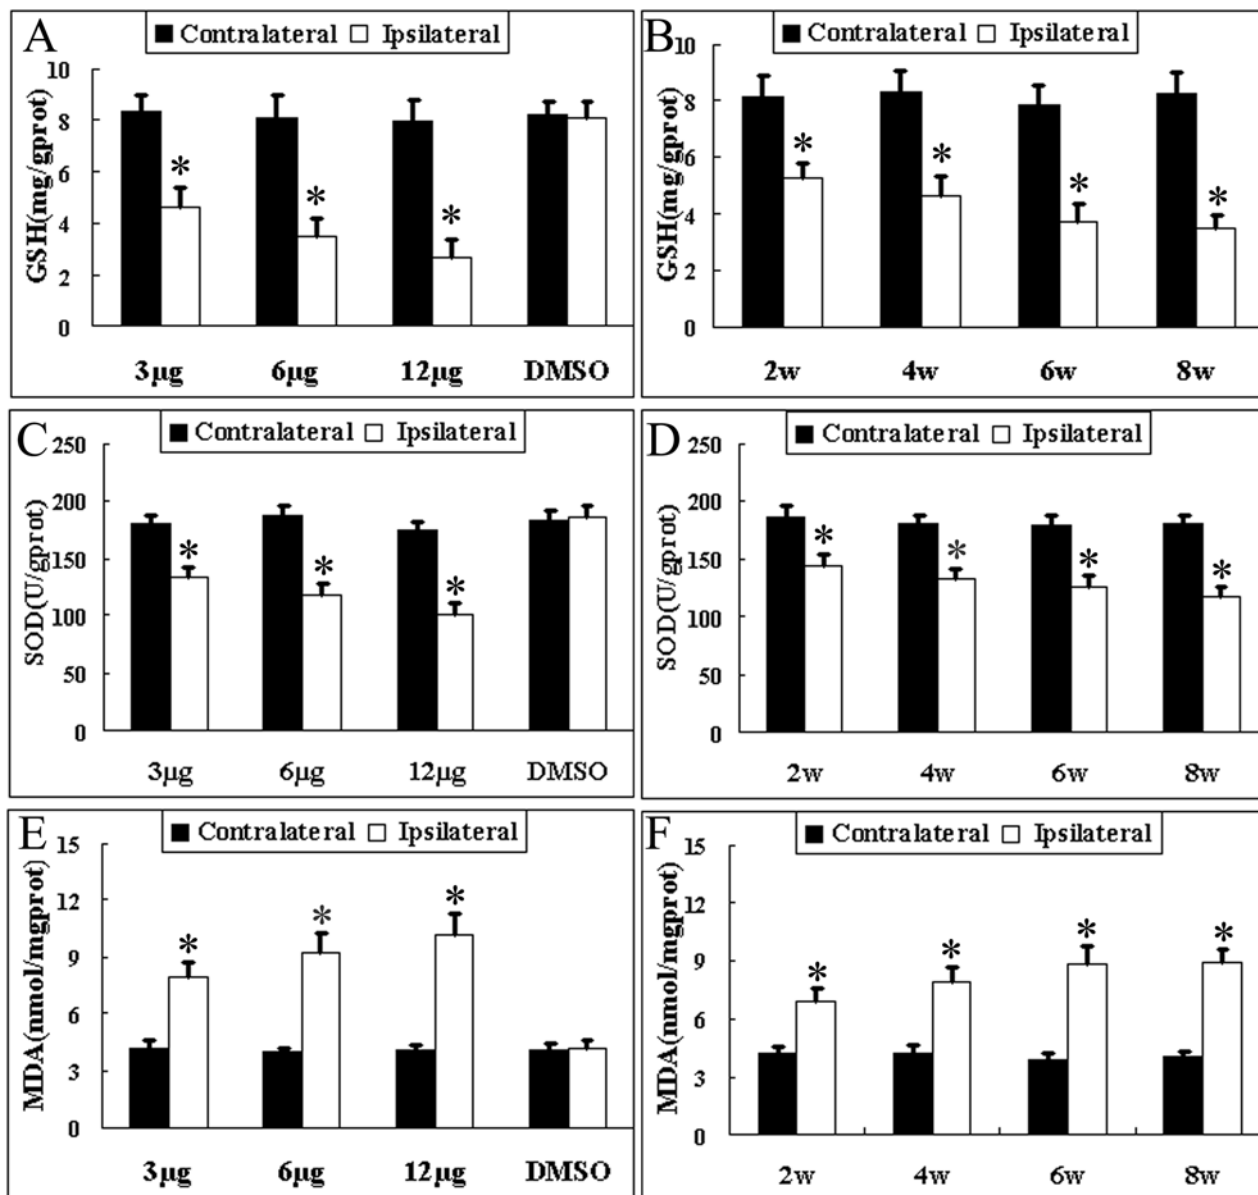 A
■ Contralateral □ Ipsilateral
GSH(mg/gprot)
10
8
6
4
2
0
* * *
3μg 6μg 12μg DMSO
B
■ Contralateral □ Ipsilateral
GSH(mg/gprot)
10
8
6
4
2
0
* * * *
2w 4w 6w 8w
C
■ Contralateral □ Ipsilateral
SOD(U/gprot)
250
200
150
100
50
0
* * *
3μg 6μg 12μg DMSO
D
■ Contralateral □ Ipsilateral
SOD(U/gprot)
250
200
150
100
50
0
* * * *
2w 4w 6w 8w
E
■ Contralateral □ Ipsilateral
MDA(nmol/mgprot)
15
12
9
6
3
0
* * *
3μg 6μg 12μg DMSO
F
■ Contralateral □ Ipsilateral
MDA(nmol/mgprot)
15
12
9
6
3
0
* * * *
2w 4w 6w 8w